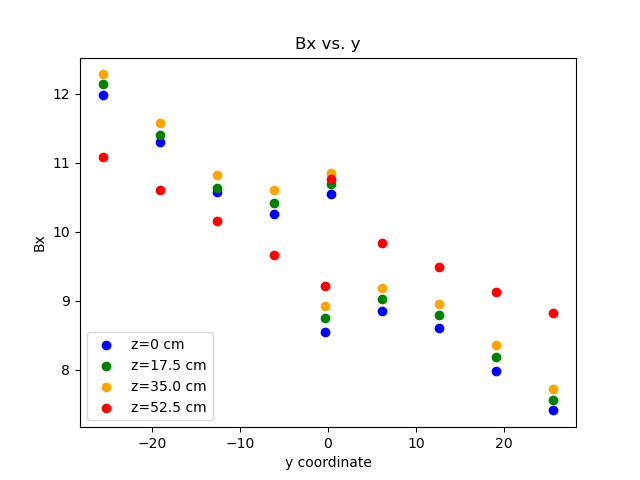 Bx vs. y
12
11
10
9
8
Bx
z=0 cm
z=17.5 cm
z=35.0 cm
z=52.5 cm
−20
−10
0
10
20
y coordinate